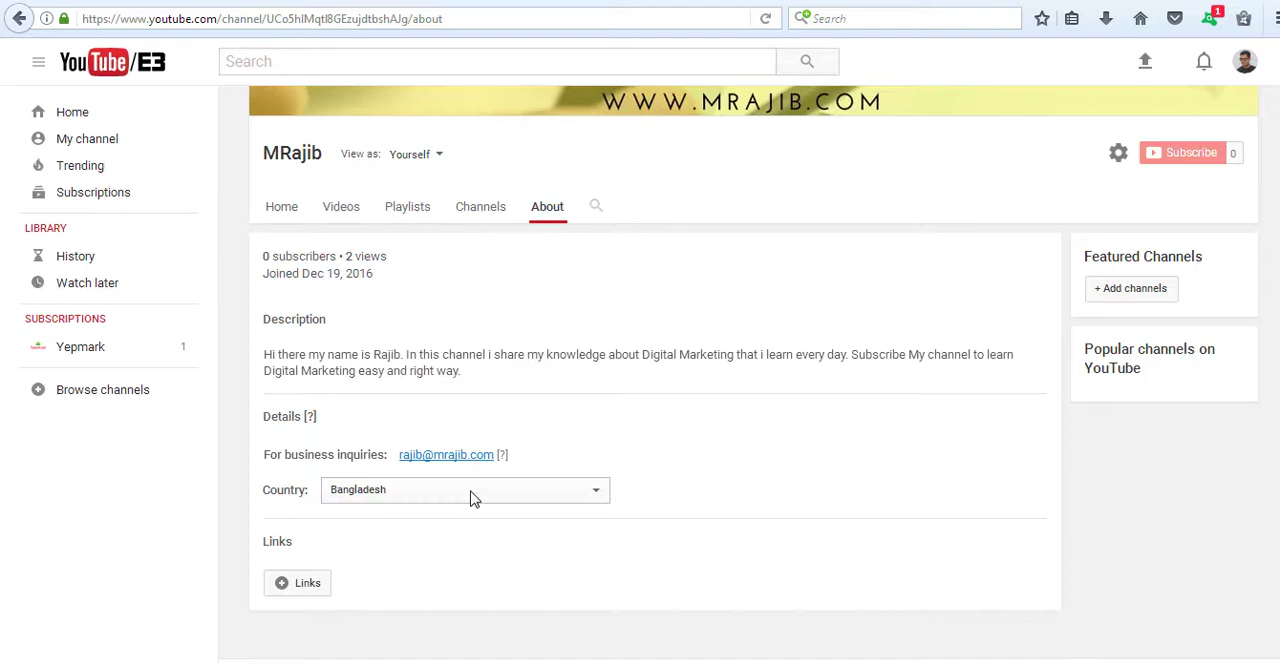 https://www.youtube.com/channel/UCo5hlMqtl8GEzujdtbshAJg/about
Search
1
YouTube/E3
Search
WWW.MRAJIB.COM
Home
My channel
Trending
Subscriptions
LIBRARY
History
Watch later
SUBSCRIPTIONS
Yepmark 1
Browse channels
MRajib View as: Yourself
Subscribe 0
Home Videos Playlists Channels About
0 subscribers • 2 views
Joined Dec 19, 2016
Description
Hi there my name is Rajib. In this channel i share my knowledge about Digital Marketing that i learn every day. Subscribe My channel to learn
Digital Marketing easy and right way.
Details [?]
For business inquiries: rajib@mrajib.com [?]
Country: Bangladesh
Links
Links
Featured Channels
+ Add channels
Popular channels on
YouTube